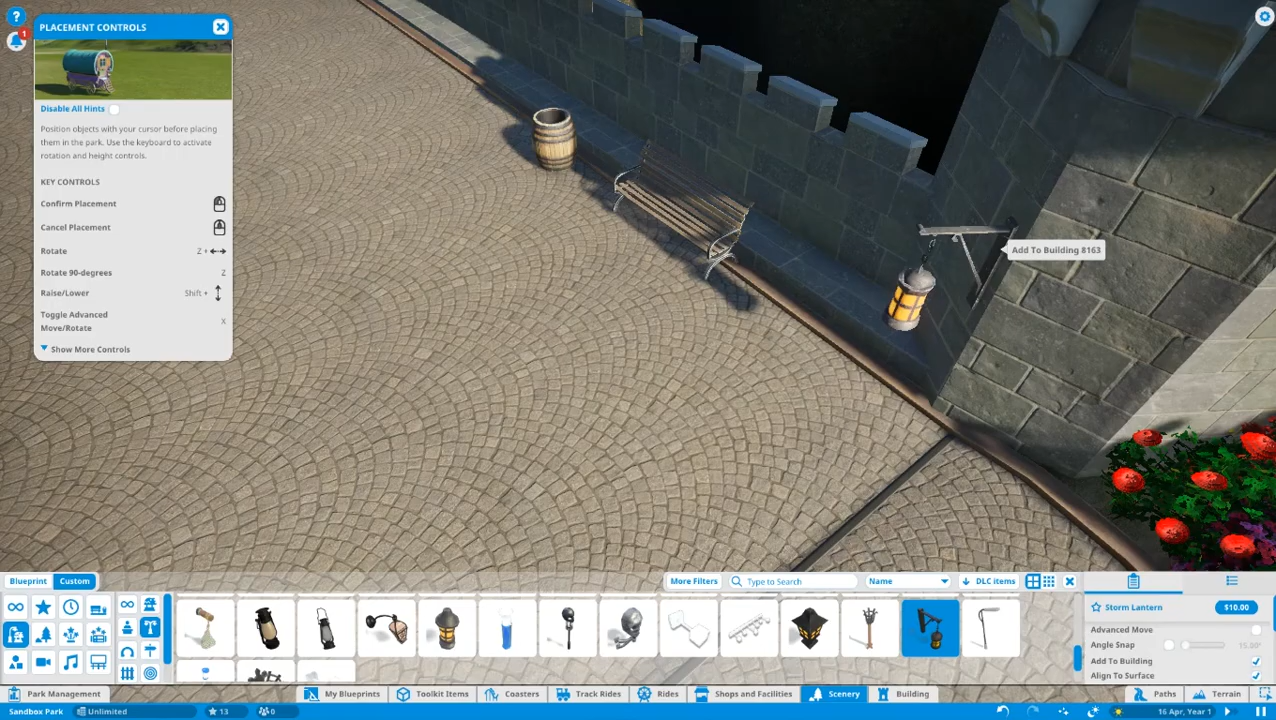 ?
1
PLACEMENT CONTROLS
Disable All Hints
Position objects with your cursor before placing
them in the park. Use the keyboard to activate
rotation and height controls.
KEY CONTROLS
Confirm Placement
Cancel Placement
Rotate Z +
Rotate 90-degrees Z
Raise/Lower Shift +
Toggle Advanced
Move/Rotate X
Show More Controls
Add To Building 8163
Blueprint Custom More Filters Type to Search Name DLC items
Storm Lantern $10.00
Advanced Move
Angle Snap 15.00°
Add To Building
Align To Surface
Park Management My Blueprints Toolkit Items Coasters Track Rides Rides Shops and Facilities Scenery Building Paths Terrain
Sandbox Park Unlimited 13 0 16 Apr, Year 1